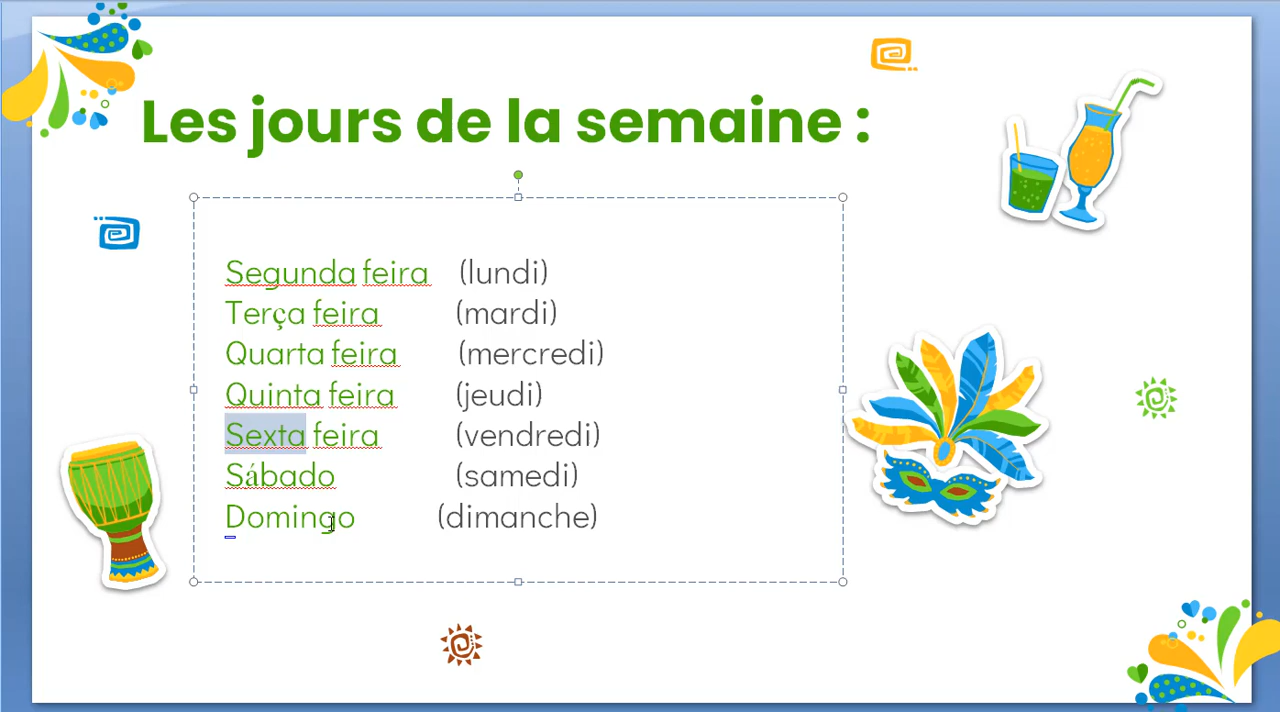 Les jours de la semaine :
Segunda feira (lundi)
Terça feira (mardi)
Quarta feira (mercredi)
Quinta feira (jeudi)
Sexta feira (vendredi)
Sábado (samedi)
Domingo (dimanche)